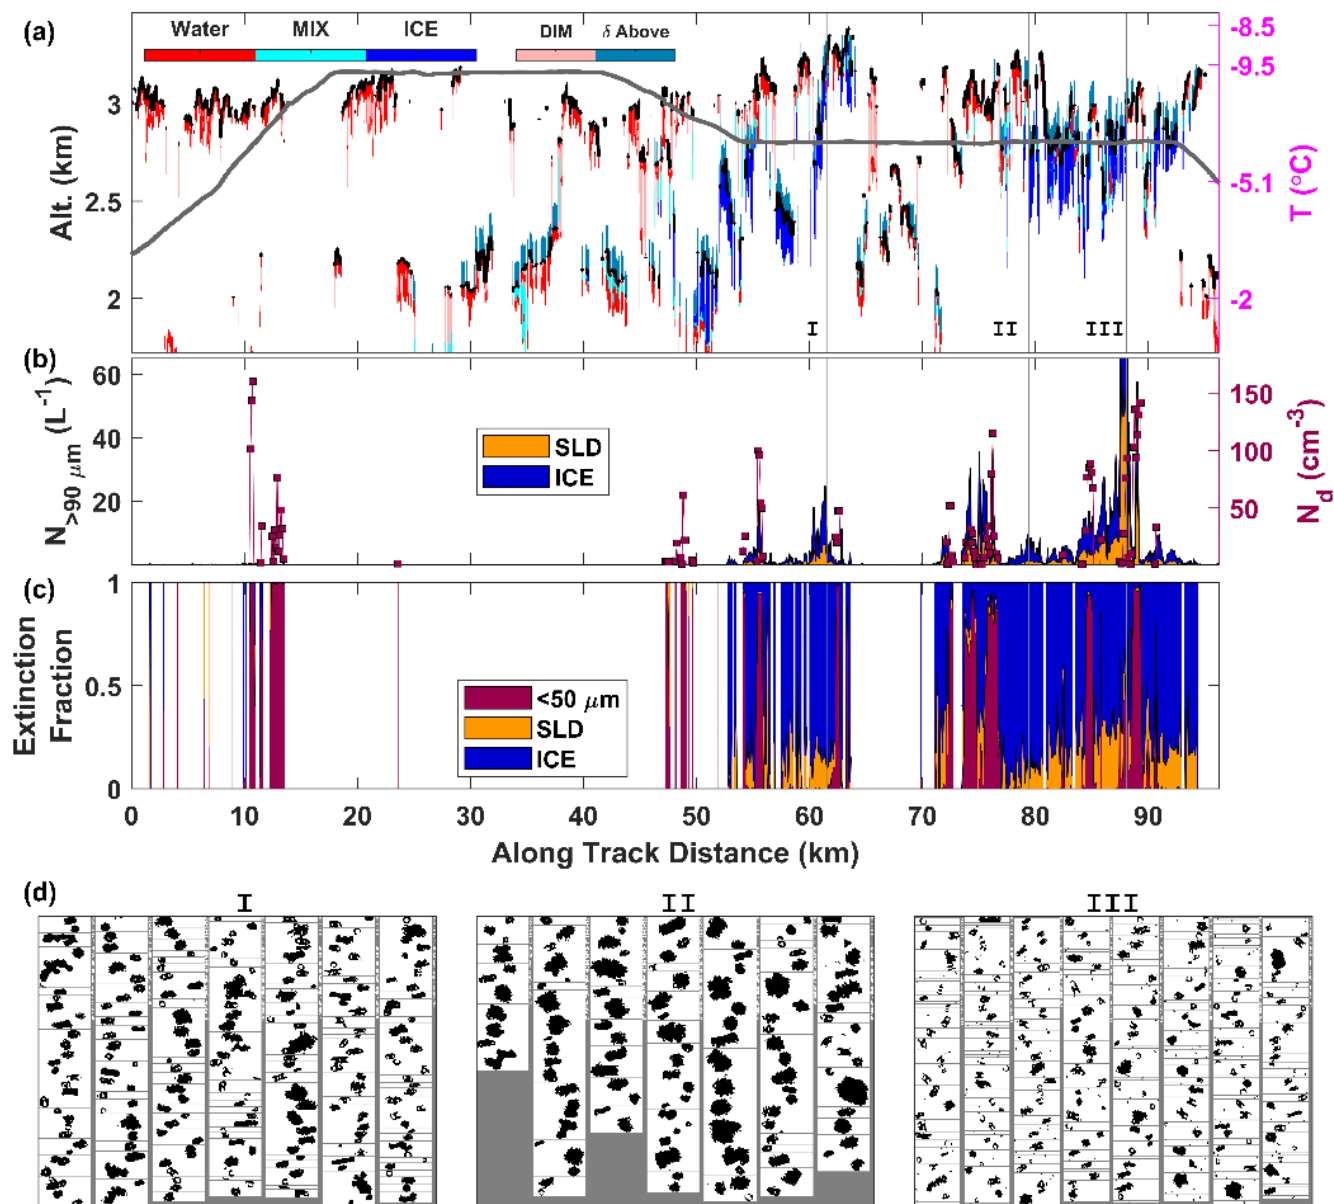 (a)
Water MIX ICE DIM δ Above
Alt. (km)
3
2.5
2
-8.5
-9.5
-5.1
-2
T (°C)
I II III
(b)
N>90 μm (L-1)
60
40
20
SLD
ICE
150
100
50
Nd (cm-3)
(c)
Extinction
Fraction
1
0.5
0
<50 μm
SLD
ICE
0 10 20 30 40 50 60 70 80 90
Along Track Distance (km)
(d)
I II III